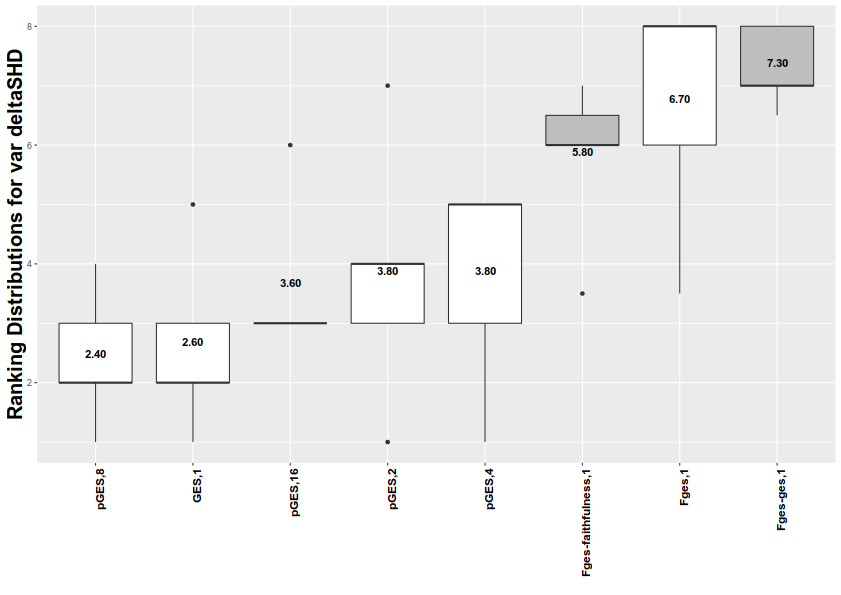 Ranking Distributions for var deltaSHD
8
6
4
2
2.40
2.60
3.60
3.80
3.80
5.80
6.70
7.30
pGES,8
GES,1
pGES,16
pGES,2
pGES,4
Fges-faithfulness,1
Fges,1
Fges-ges,1